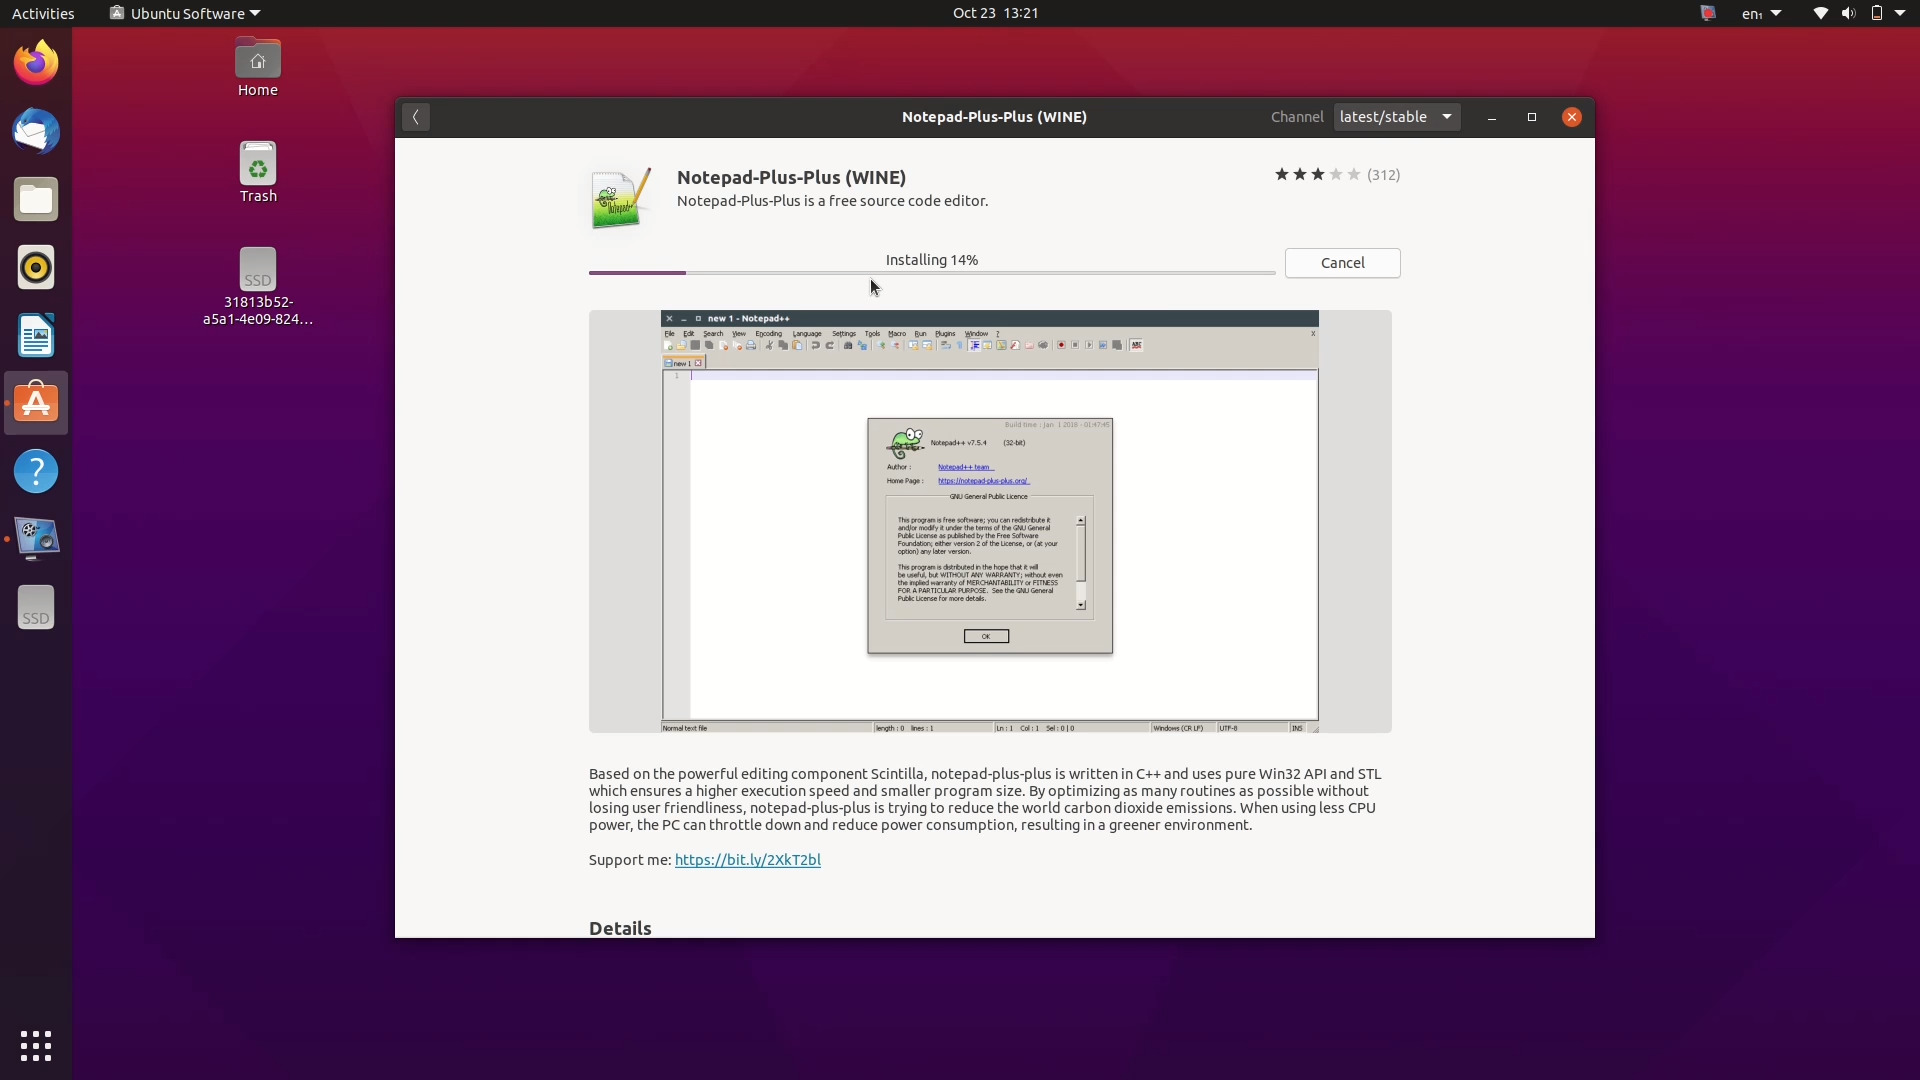 Activities
Ubuntu Software
Oct 23 13:21
en₁
Home
Trash
SSD
31813b52-
a5a1-4e09-824...
SSD
Notepad-Plus-Plus (WINE)
Channel
latest/stable
Notepad-Plus-Plus (WINE)
(312)
Notepad-Plus-Plus is a free source code editor.
Installing 14%
Cancel
new 1 - Notepad++
File Edit Search View Encoding Language Settings Tools Macro Run Plugins Window ? X
new 1
1
Build time : Jan 1 2018 - 01:47:45
Notepad++ v7.5.4 (32-bit)
Author : Notepad++ team
Home Page : https://notepad-plus-plus.org/
GNU General Public Licence
This program is free software; you can redistribute it
and/or modify it under the terms of the GNU General
Public License as published by the Free Software
Foundation; either version 2 of the License, or (at your
option) any later version.
This program is distributed in the hope that it will
be useful, but WITHOUT ANY WARRANTY; without even
the implied warranty of MERCHANTABILITY or FITNESS
FOR A PARTICULAR PURPOSE. See the GNU General
Public License for more details.
OK
Normal text file length : 0 lines : 1 Ln : 1 Col : 1 Sel : 0 | 0 Windows (CR LF) UTF-8 INS
Based on the powerful editing component Scintilla, notepad-plus-plus is written in C++ and uses pure Win32 API and STL
which ensures a higher execution speed and smaller program size. By optimizing as many routines as possible without
losing user friendliness, notepad-plus-plus is trying to reduce the world carbon dioxide emissions. When using less CPU
power, the PC can throttle down and reduce power consumption, resulting in a greener environment.
Support me: https://bit.ly/2XkT2bl
Details